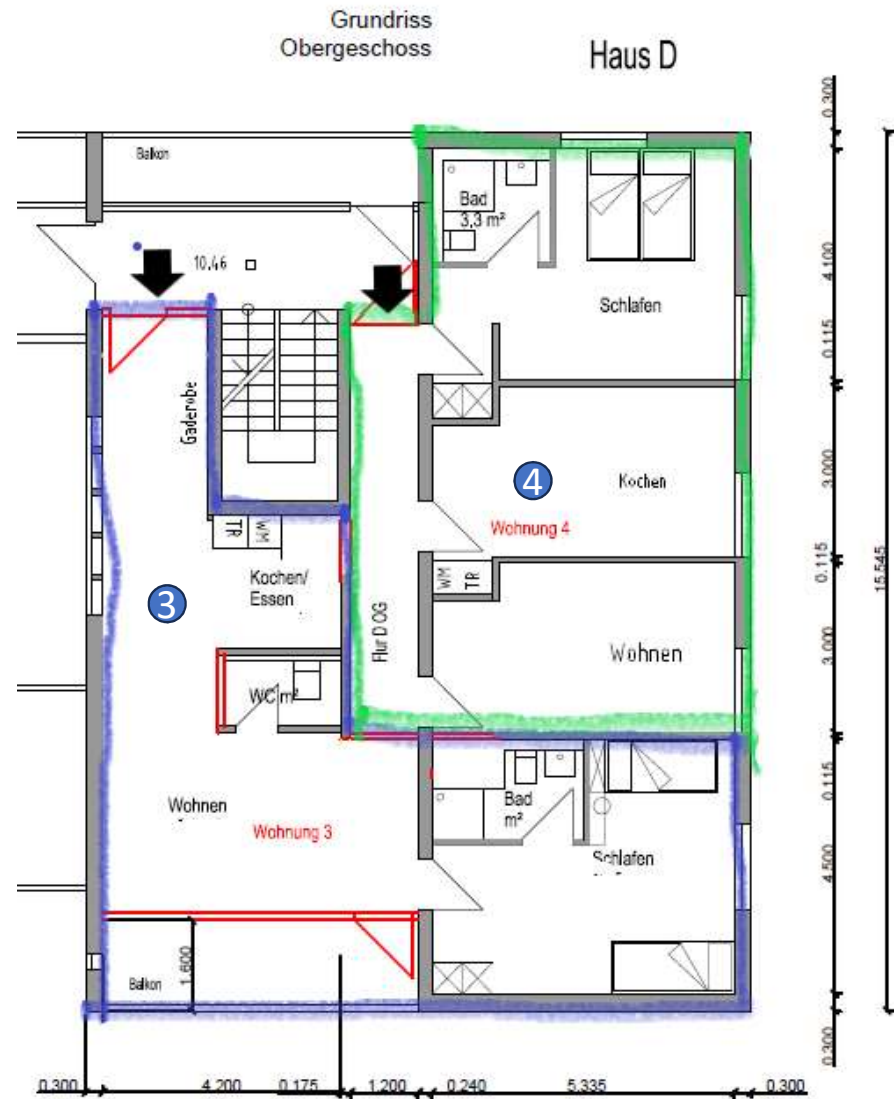 Grundriss
Obergeschoss
Haus D
Balkon
Bad
3,3 m²
10.46
Schlafen
Gaderobe
4
Kochen
Wohnung 4
TR
WM
Kochen/
Essen
WM
TR
3
Flur D OG
Wohnen
WC m²
Wohnen
Wohnung 3
Bad
m²
Schlafen
Balkon
1.600
0.300
4.100
0.115
3.000
0.115
3.000
0.115
4.500
0.300
15.545
0.300 4.200 0.175 1.200 0.240 5.335 0.300